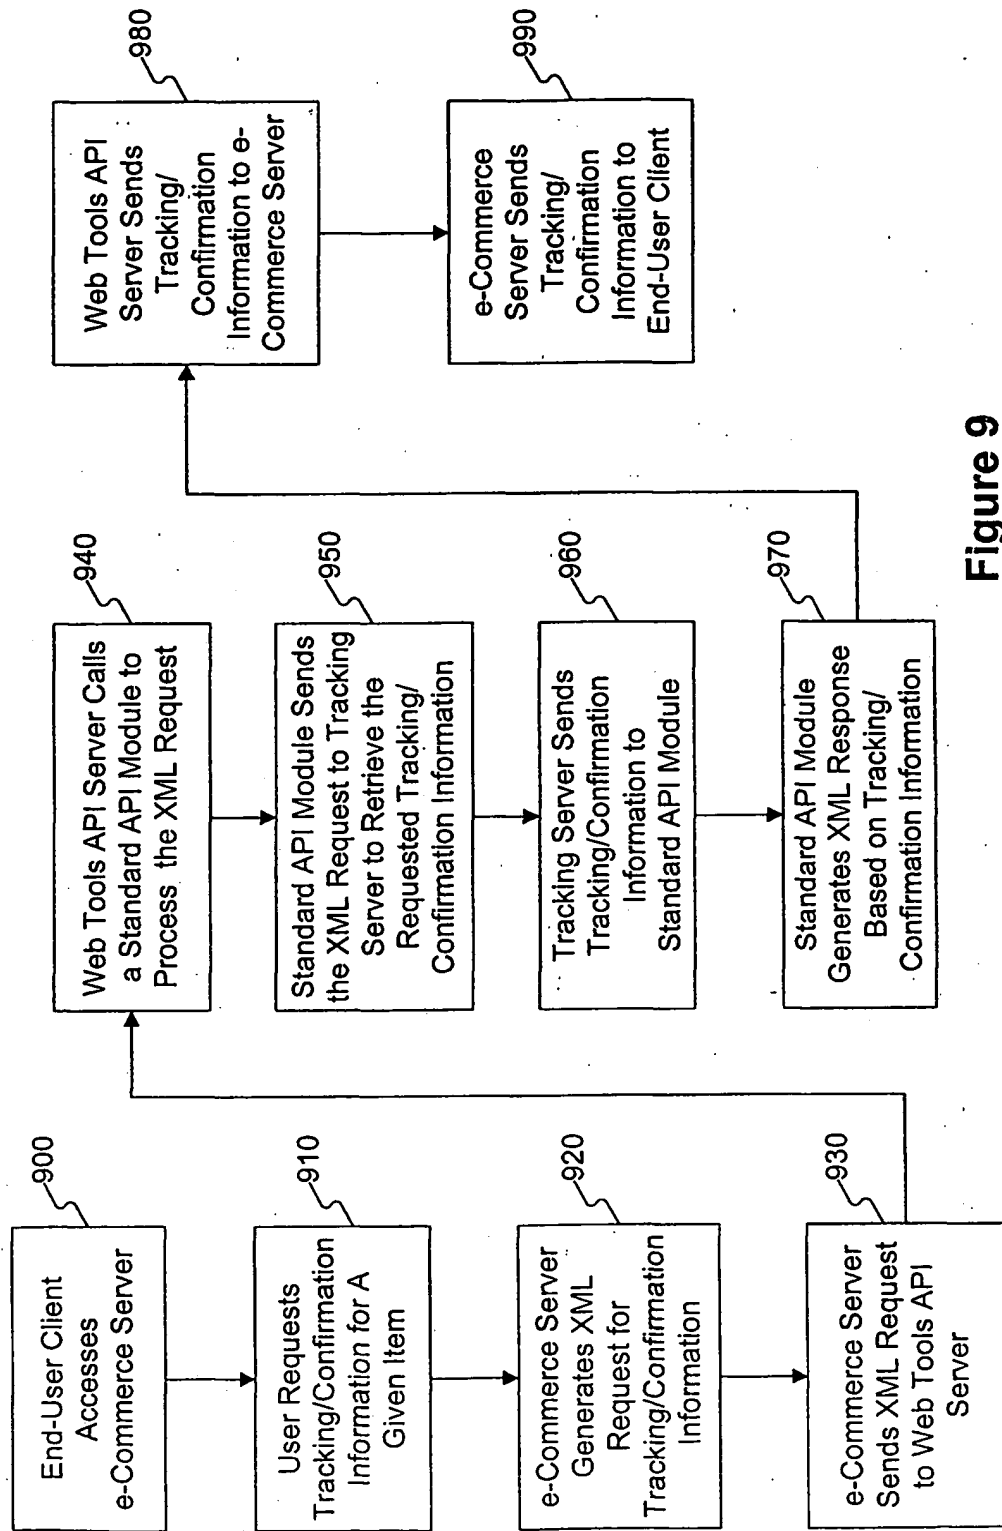 900
End-User Client
Accesses
e-Commerce Server
910
User Requests
Tracking/Confirmation
Information for A
Given Item
920
e-Commerce Server
Generates XML
Request for
Tracking/Confirmation
Information
930
e-Commerce Server
Sends XML Request
to Web Tools API
Server
940
Web Tools API Server Calls
a Standard API Module to
Process the XML Request
950
Standard API Module Sends
the XML Request to Tracking
Server to Retrieve the
Requested Tracking/
Confirmation Information
960
Tracking Server Sends
Tracking/Confirmation
Information to
Standard API Module
970
Standard API Module
Generates XML Response
Based on Tracking/
Confirmation Information
980
Web Tools API
Server Sends
Tracking/
Confirmation
Information to e-
Commerce Server
990
e-Commerce
Server Sends
Tracking/
Confirmation
Information to
End-User Client
Figure 9